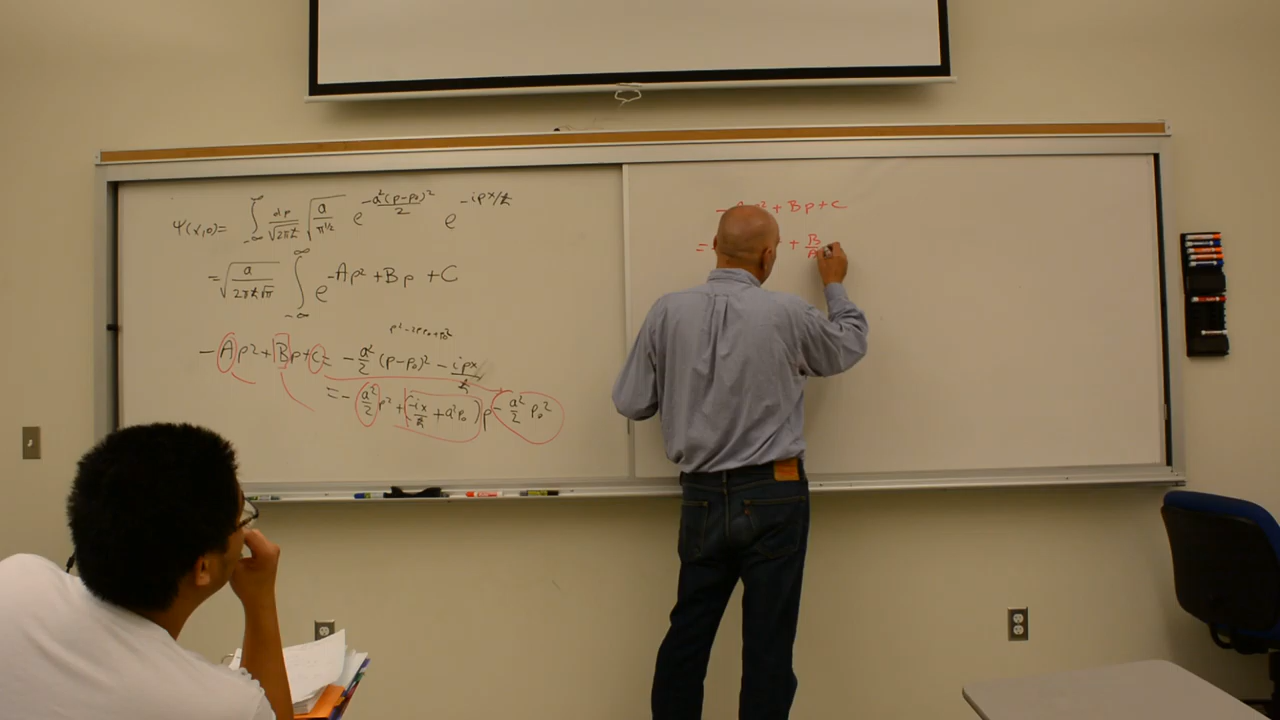 ψ(x,0)= ∫_{-∞}^{∞} dp/√(2πħ) √(a/π^{1/2}) e^{-a²(p-p₀)²/2} e^{-ipx/ħ}
= √(a/(2πħ√π)) ∫_{-∞}^{∞} e^{-Ap²+Bp+C}
p²-2pp₀+p₀²
-Ap²+Bp+C= -a²/2 (p-p₀)² - ipx/ħ
= -a²/2 p² + (-ix/ħ + a²p₀) p - a²/2 p₀²
+ Bp+C
= + B/A